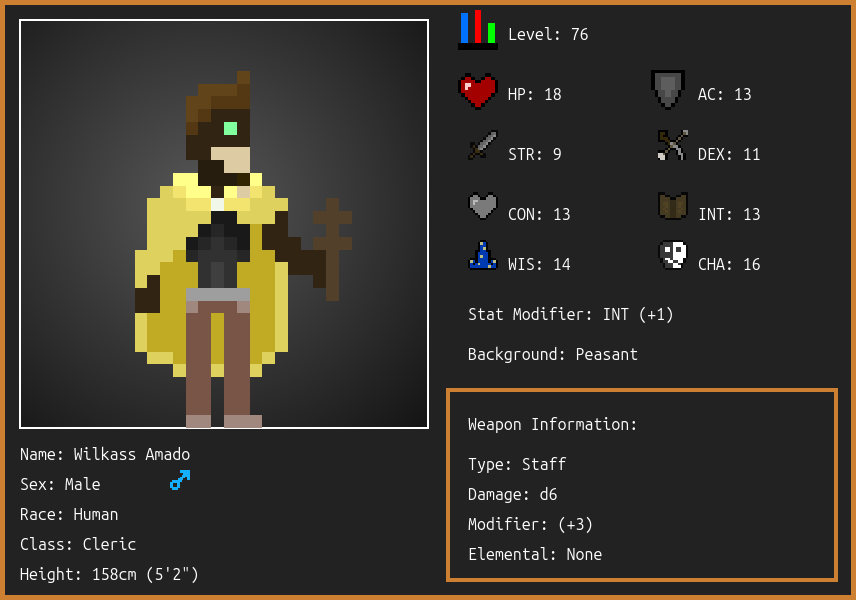 Level: 76
HP: 18
AC: 13
STR: 9
DEX: 11
CON: 13
INT: 13
WIS: 14
CHA: 16
Stat Modifier: INT (+1)
Background: Peasant
Weapon Information:
Type: Staff
Damage: d6
Modifier: (+3)
Elemental: None
Name: Wilkass Amado
Sex: Male
Race: Human
Class: Cleric
Height: 158cm (5'2")